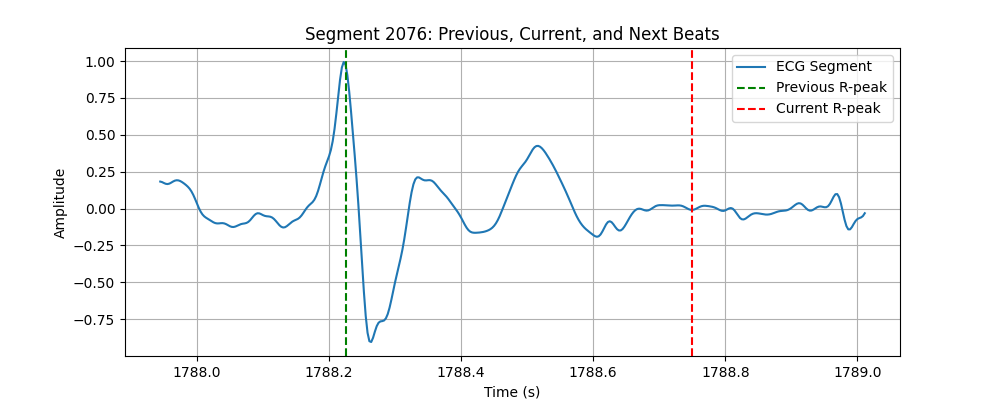 Segment 2076: Previous, Current, and Next Beats
ECG Segment
Previous R-peak
Current R-peak
1.00
0.75
0.50
0.25
0.00
−0.25
−0.50
−0.75
Amplitude
1788.0 1788.2 1788.4 1788.6 1788.8 1789.0
Time (s)